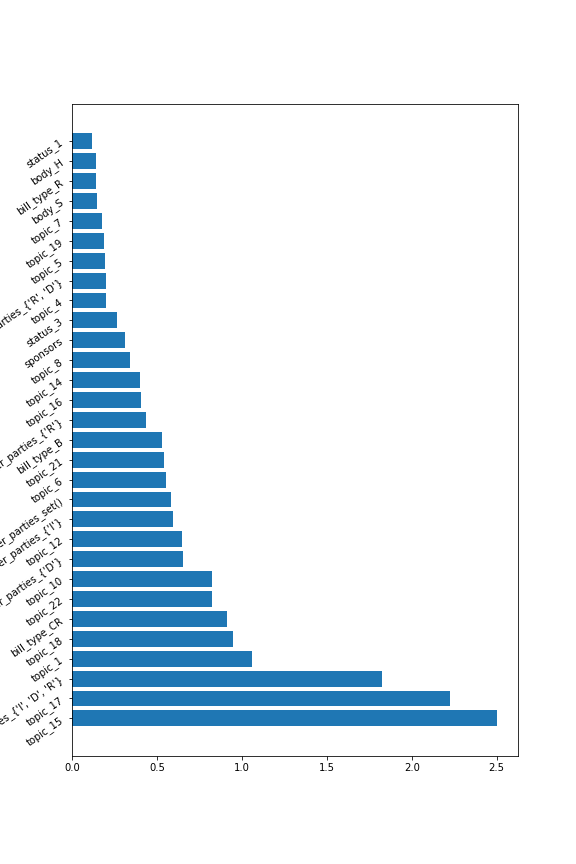 status_1
body_H
bill_type_R
body_S
topic_7
topic_19
topic_5
arties_{'R', 'D'}
topic_4
status_3
sponsors
topic_8
topic_14
topic_16
er_parties_{'R'}
bill_type_B
topic_21
topic_6
er_parties_set()
er_parties_{'I'}
topic_12
r_parties_{'D'}
topic_10
topic_22
bill_type_CR
topic_18
topic_1
es_{'I', 'D', 'R'}
topic_17
topic_15
0.0 0.5 1.0 1.5 2.0 2.5